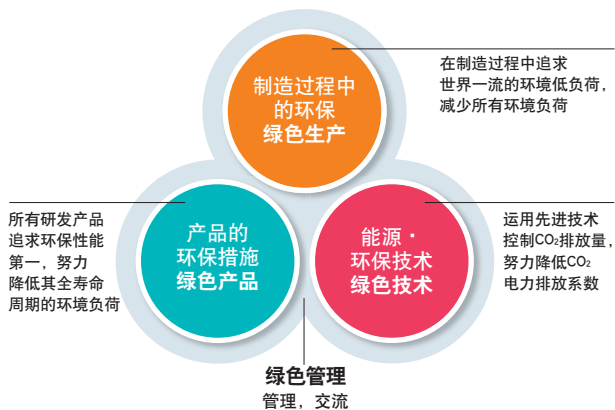 制造过程中
的环保
绿色生产
在制造过程中追求
世界一流的环境低负荷，
减少所有环境负荷
所有研发产品
追求环保性能
第一，努力
降低其全寿命
周期的环境负荷
产品的
环保措施
绿色产品
能源·
环保技术
绿色技术
运用先进技术
控制CO₂排放量，
努力降低CO₂
电力排放系数
绿色管理
管理，交流